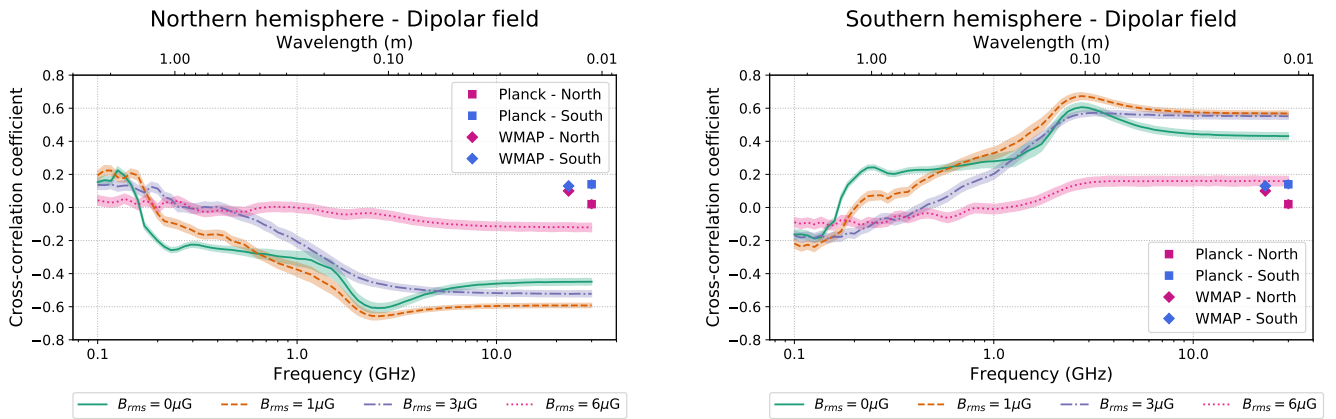 Northern hemisphere - Dipolar field
Wavelength (m)
1.00 0.10 0.01
Cross-correlation coefficient
0.8
0.6
0.4
0.2
0.0
−0.2
−0.4
−0.6
−0.8
Planck - North
Planck - South
WMAP - North
WMAP - South
0.1 1.0 10.0
Frequency (GHz)
B_rms = 0μG B_rms = 1μG B_rms = 3μG B_rms = 6μG
Southern hemisphere - Dipolar field
Wavelength (m)
1.00 0.10 0.01
Cross-correlation coefficient
0.8
0.6
0.4
0.2
0.0
−0.2
−0.4
−0.6
−0.8
Planck - North
Planck - South
WMAP - North
WMAP - South
0.1 1.0 10.0
Frequency (GHz)
B_rms = 0μG B_rms = 1μG B_rms = 3μG B_rms = 6μG